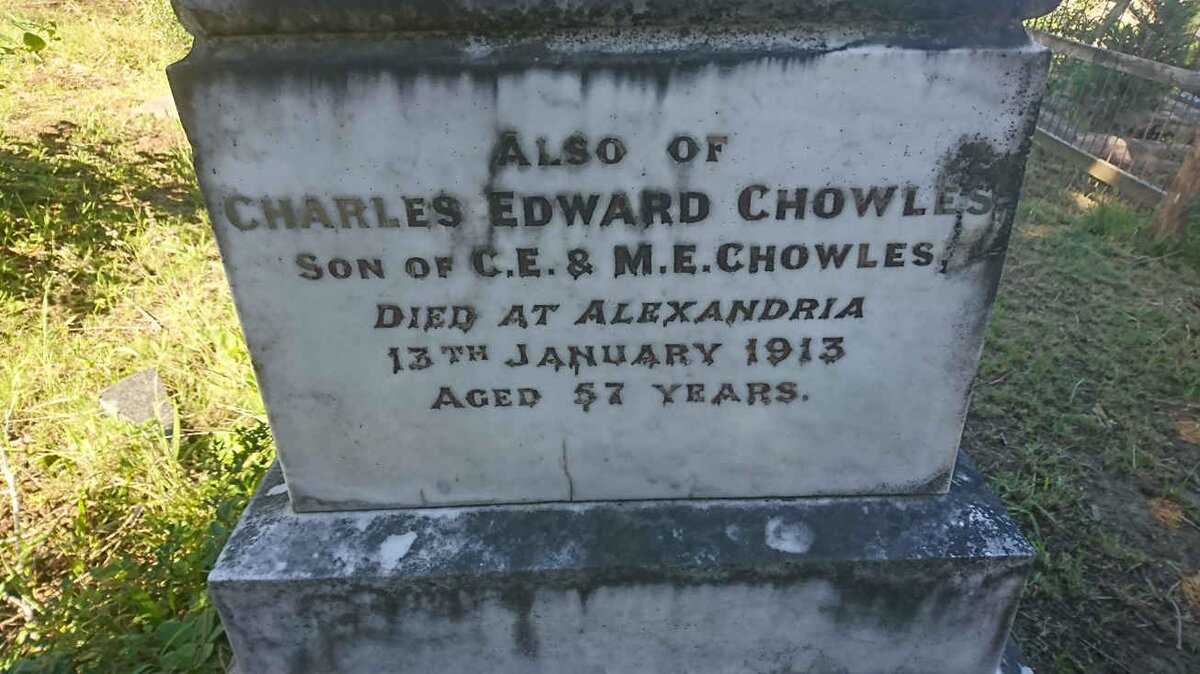 ALSO OF
CHARLES EDWARD CHOWLES
SON OF C.E. & M.E. CHOWLES,
DIED AT ALEXANDRIA
13TH JANUARY 1913
AGED 57 YEARS.